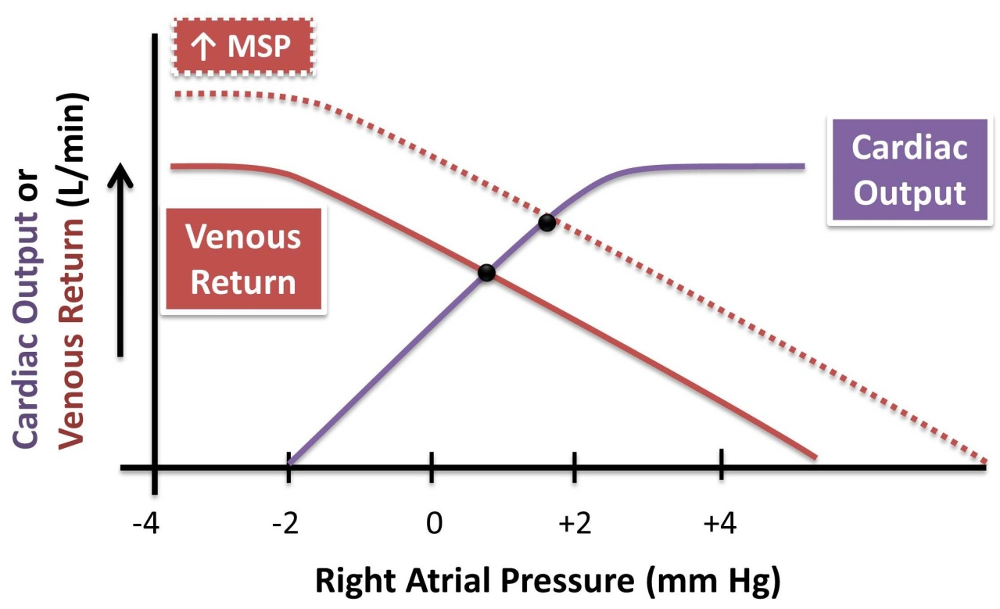 ↑ MSP
Cardiac Output or
Venous Return (L/min)
Venous
Return
Cardiac
Output
-4
-2
0
+2
+4
Right Atrial Pressure (mm Hg)